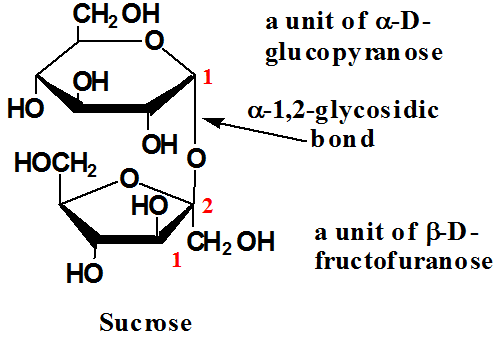 CH2OH
a unit of α-D-
glucopyranose
O
1
OH
HO
OH
α-1,2-glycosidic
bond
HOCH2
O
O
HO
2
CH2OH
1
HO
a unit of β-D-
fructofuranose
Sucrose